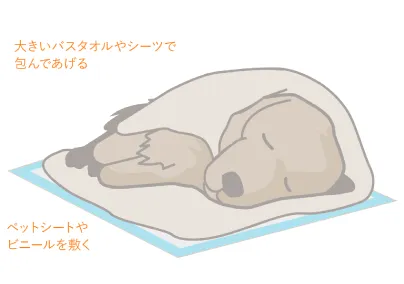 大きいバスタオルやシーツで
包んであげる
ペットシートや
ビニールを敷く